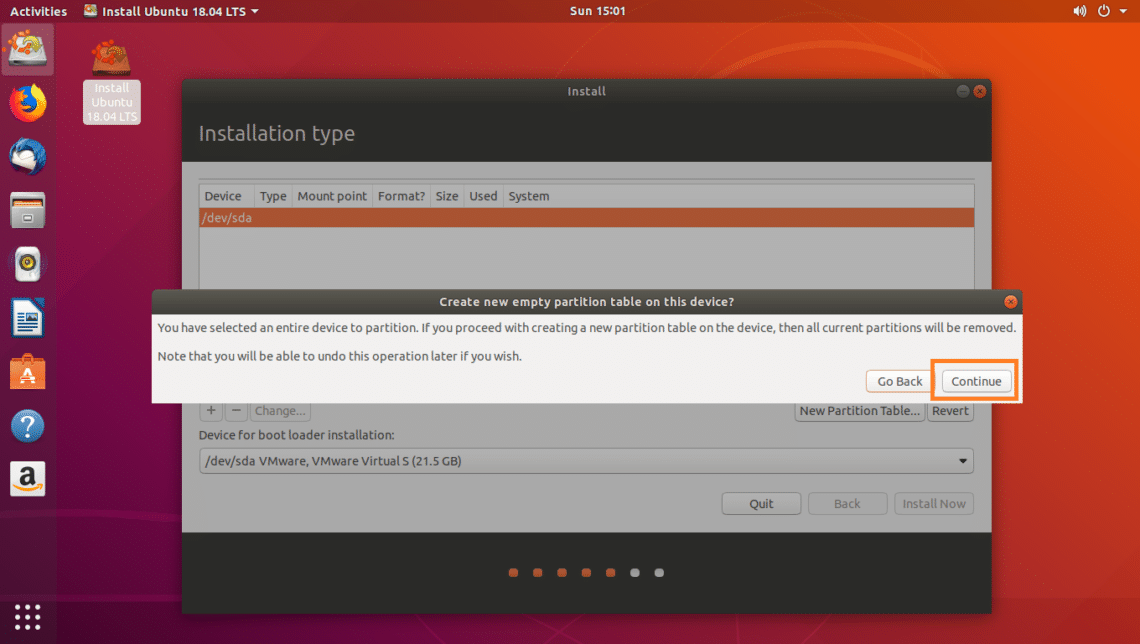 Activities Install Ubuntu 18.04 LTS Sun 15:01
Install
Ubuntu
18.04 LTS
Install
Installation type
Device Type Mount point Format? Size Used System
/dev/sda
Create new empty partition table on this device?
You have selected an entire device to partition. If you proceed with creating a new partition table on the device, then all current partitions will be removed.
Note that you will be able to undo this operation later if you wish.
Go Back Continue
+ − Change... New Partition Table... Revert
Device for boot loader installation:
/dev/sda VMware, VMware Virtual S (21.5 GB)
Quit Back Install Now